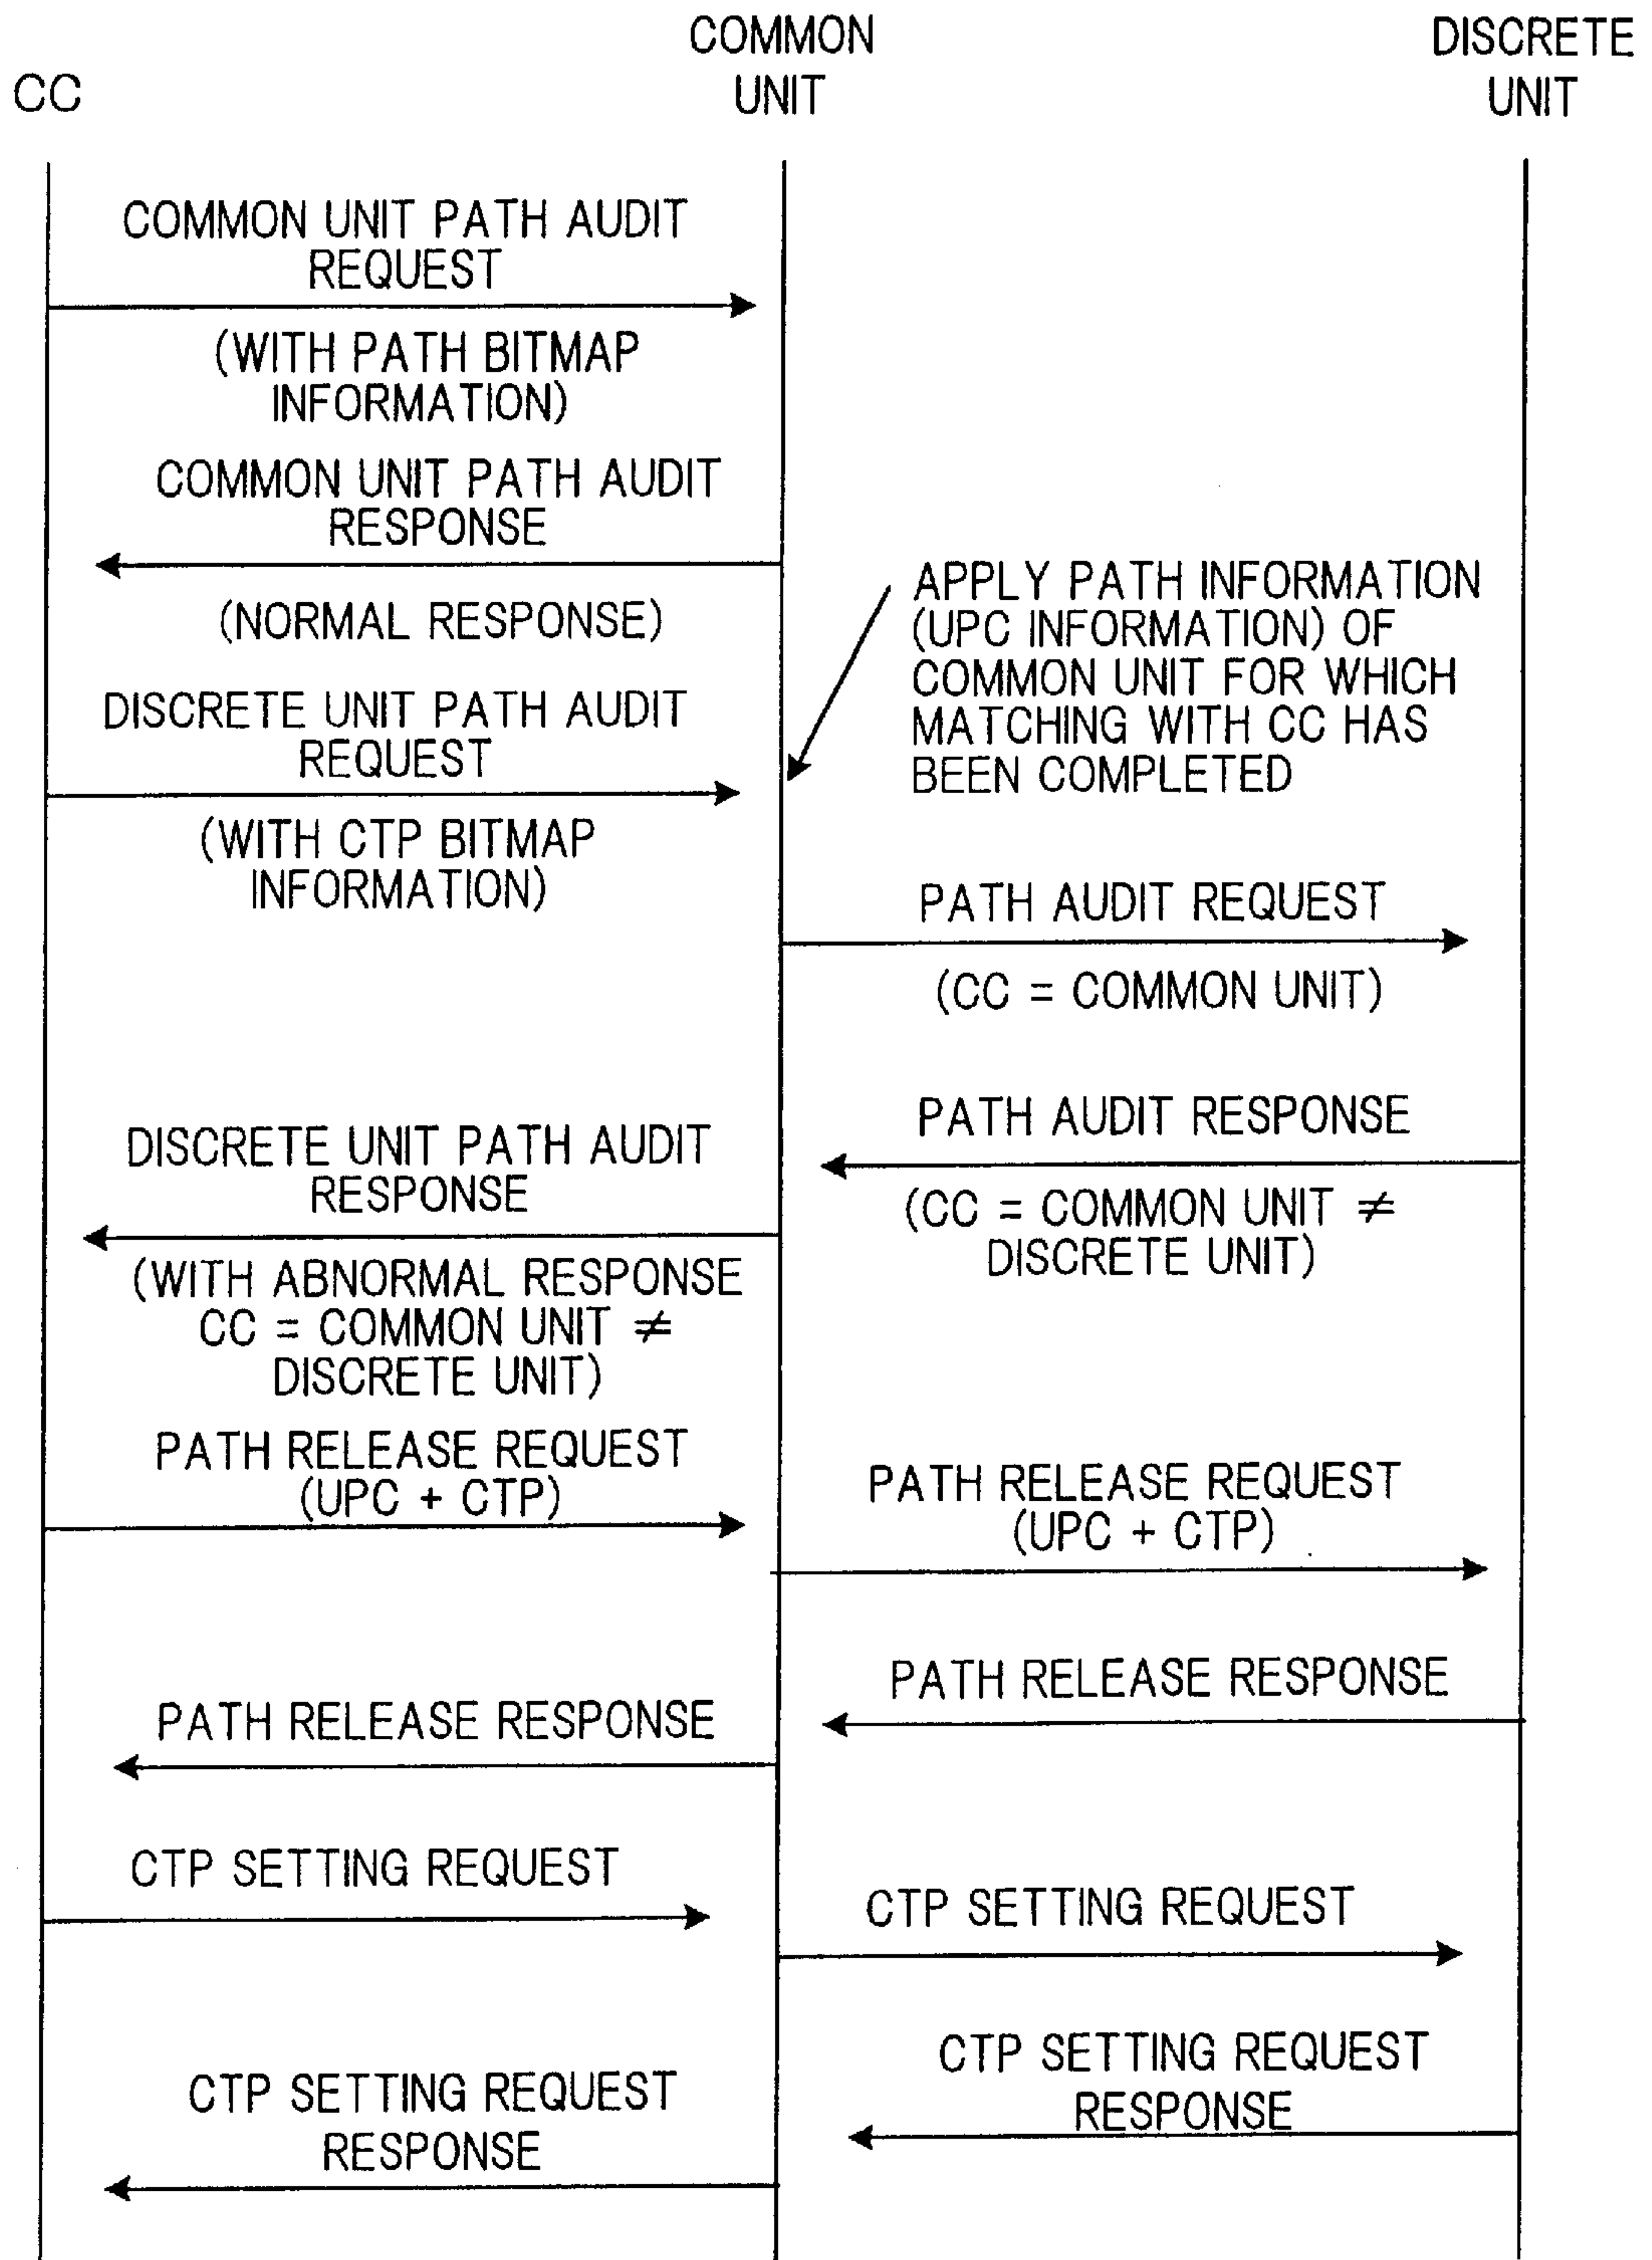 CC
COMMON
UNIT
DISCRETE
UNIT
COMMON UNIT PATH AUDIT
REQUEST
(WITH PATH BITMAP
INFORMATION)
COMMON UNIT PATH AUDIT
RESPONSE
(NORMAL RESPONSE)
APPLY PATH INFORMATION
(UPC INFORMATION) OF
COMMON UNIT FOR WHICH
MATCHING WITH CC HAS
BEEN COMPLETED
DISCRETE UNIT PATH AUDIT
REQUEST
(WITH CTP BITMAP
INFORMATION)
PATH AUDIT REQUEST
(CC = COMMON UNIT)
PATH AUDIT RESPONSE
(CC = COMMON UNIT ≠
DISCRETE UNIT)
DISCRETE UNIT PATH AUDIT
RESPONSE
(WITH ABNORMAL RESPONSE
CC = COMMON UNIT ≠
DISCRETE UNIT)
PATH RELEASE REQUEST
(UPC + CTP)
PATH RELEASE REQUEST
(UPC + CTP)
PATH RELEASE RESPONSE
PATH RELEASE RESPONSE
CTP SETTING REQUEST
CTP SETTING REQUEST
CTP SETTING REQUEST
RESPONSE
CTP SETTING REQUEST
RESPONSE